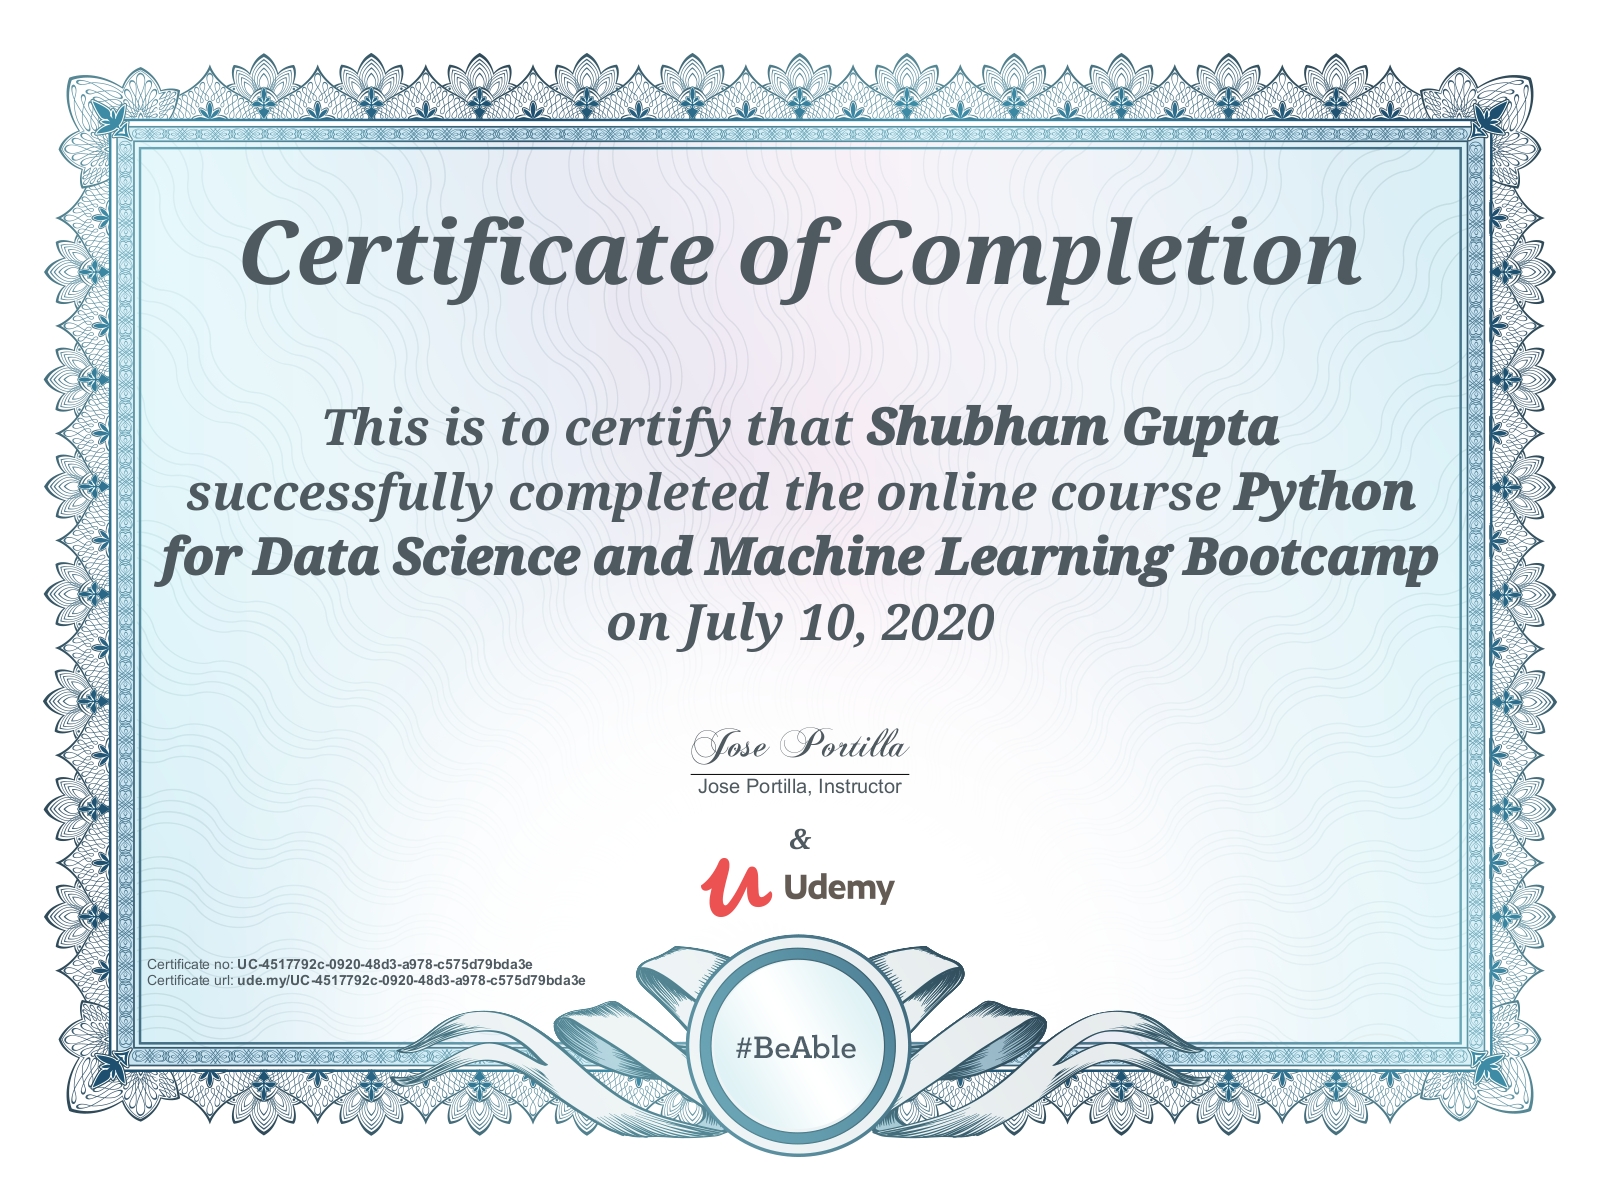 Certificate of Completion
This is to certify that Shubham Gupta
successfully completed the online course Python
for Data Science and Machine Learning Bootcamp
on July 10, 2020
Jose Portilla
Jose Portilla, Instructor
&
Udemy
Certificate no: UC-4517792c-0920-48d3-a978-c575d79bda3e
Certificate url: ude.my/UC-4517792c-0920-48d3-a978-c575d79bda3e
#BeAble